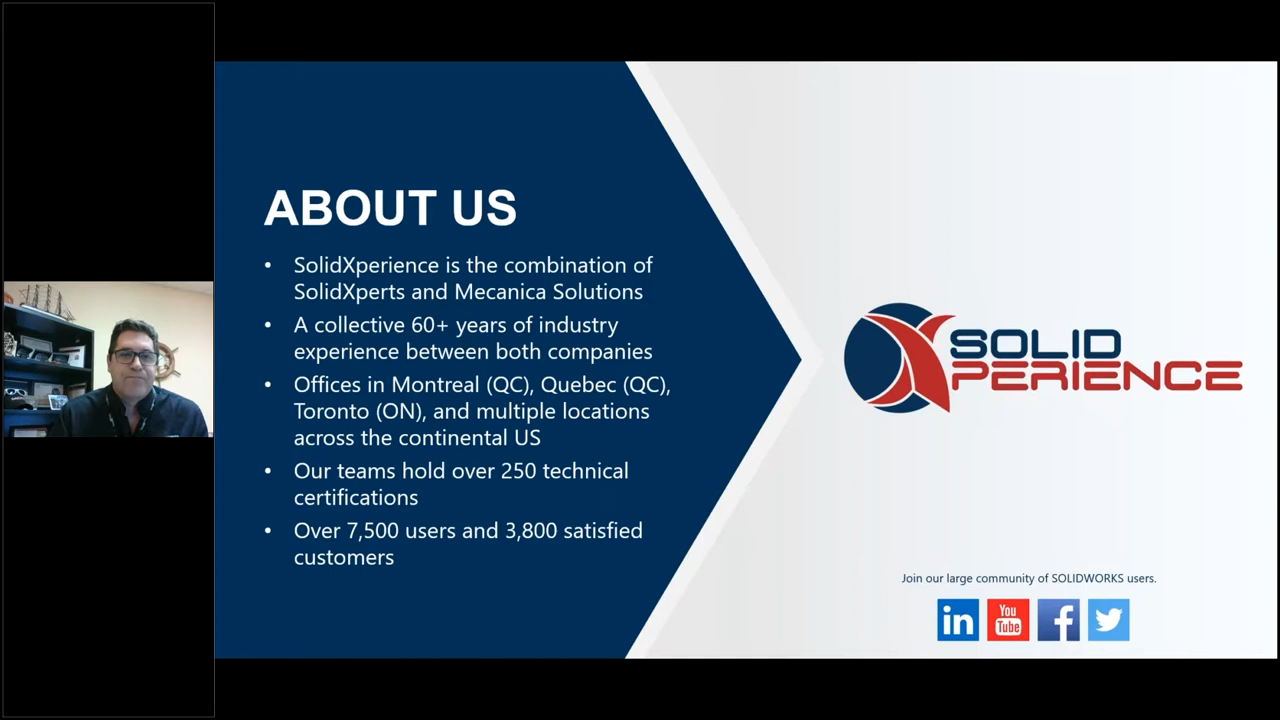 ABOUT US
• SolidXperience is the combination of
SolidXperts and Mecanica Solutions
• A collective 60+ years of industry
experience between both companies
• Offices in Montreal (QC), Quebec (QC),
Toronto (ON), and multiple locations
across the continental US
• Our teams hold over 250 technical
certifications
• Over 7,500 users and 3,800 satisfied
customers
SOLID
XPERIENCE
Join our large community of SOLIDWORKS users.
in
You
Tube
f